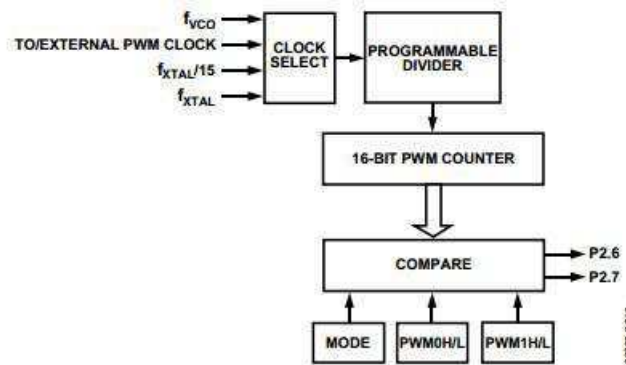 fVCO
TO/EXTERNAL PWM CLOCK
fXTAL/15
fXTAL
CLOCK
SELECT
PROGRAMMABLE
DIVIDER
16-BIT PWM COUNTER
COMPARE
P2.6
P2.7
MODE
PWM0H/L
PWM1H/L